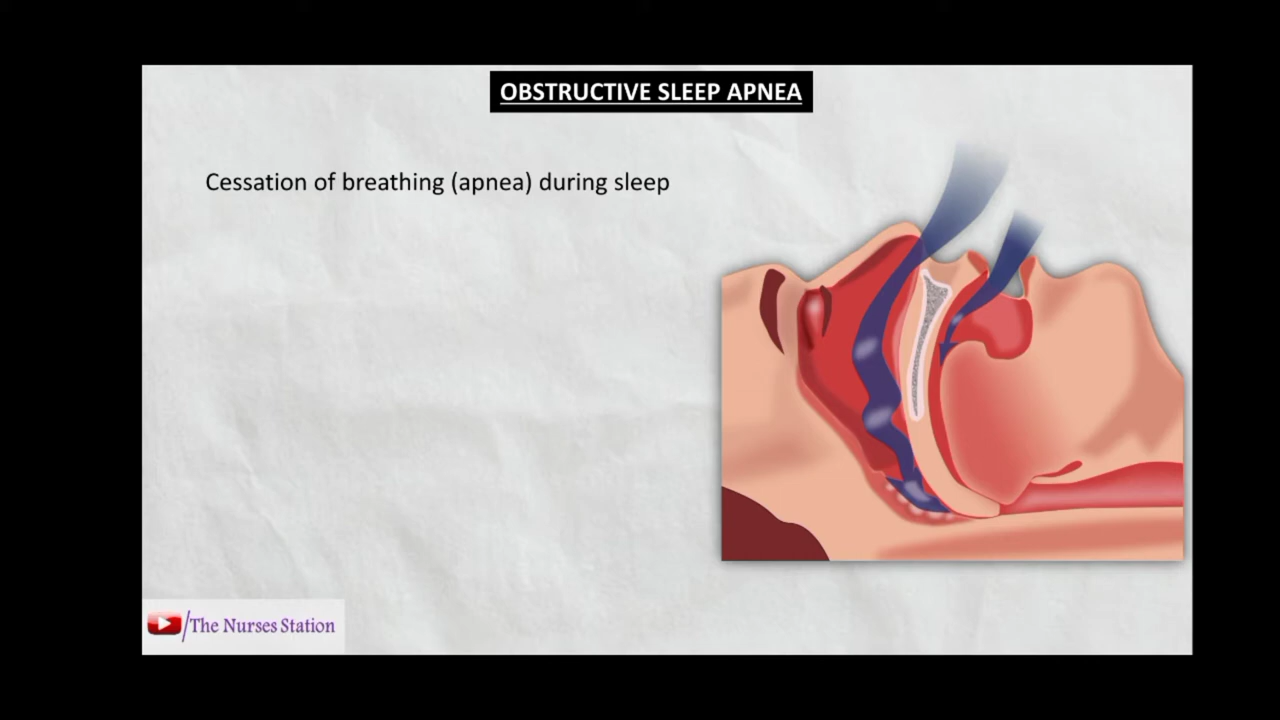 OBSTRUCTIVE SLEEP APNEA
Cessation of breathing (apnea) during sleep
The Nurses Station